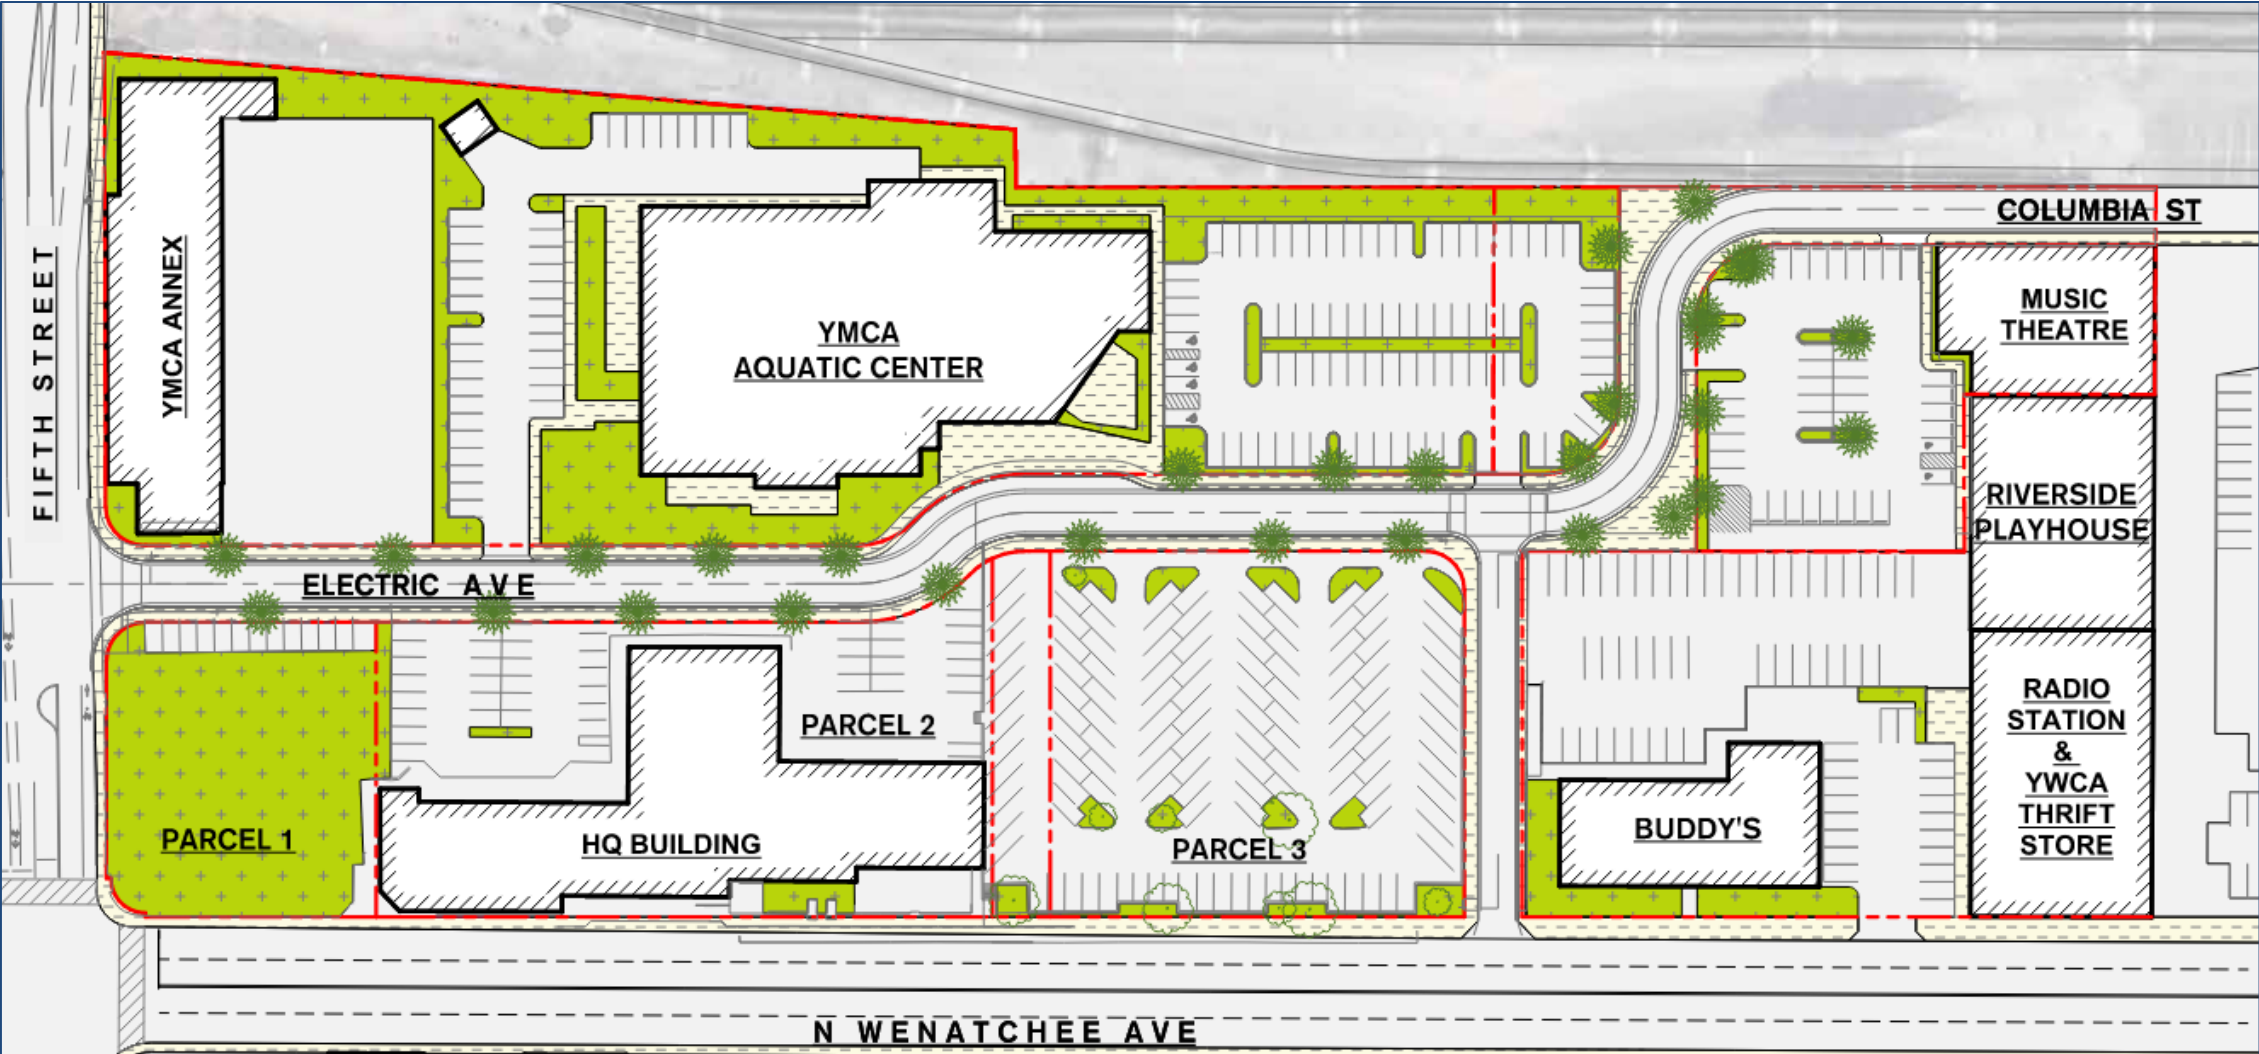 COLUMBIA ST
FIFTH STREET
YMCA ANNEX
YMCA
AQUATIC CENTER
MUSIC
THEATRE
RIVERSIDE
PLAYHOUSE
ELECTRIC AVE
PARCEL 1
PARCEL 2
HQ BUILDING
PARCEL 3
BUDDY'S
RADIO
STATION
&
YWCA
THRIFT
STORE
N WENATCHEE AVE